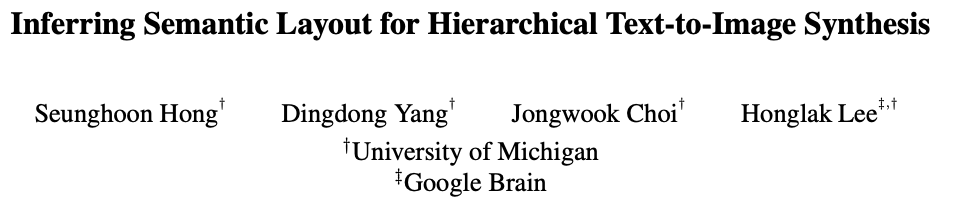 Inferring Semantic Layout for Hierarchical Text-to-Image Synthesis
Seunghoon Hong† Dingdong Yang† Jongwook Choi† Honglak Lee‡,†
†University of Michigan
‡Google Brain